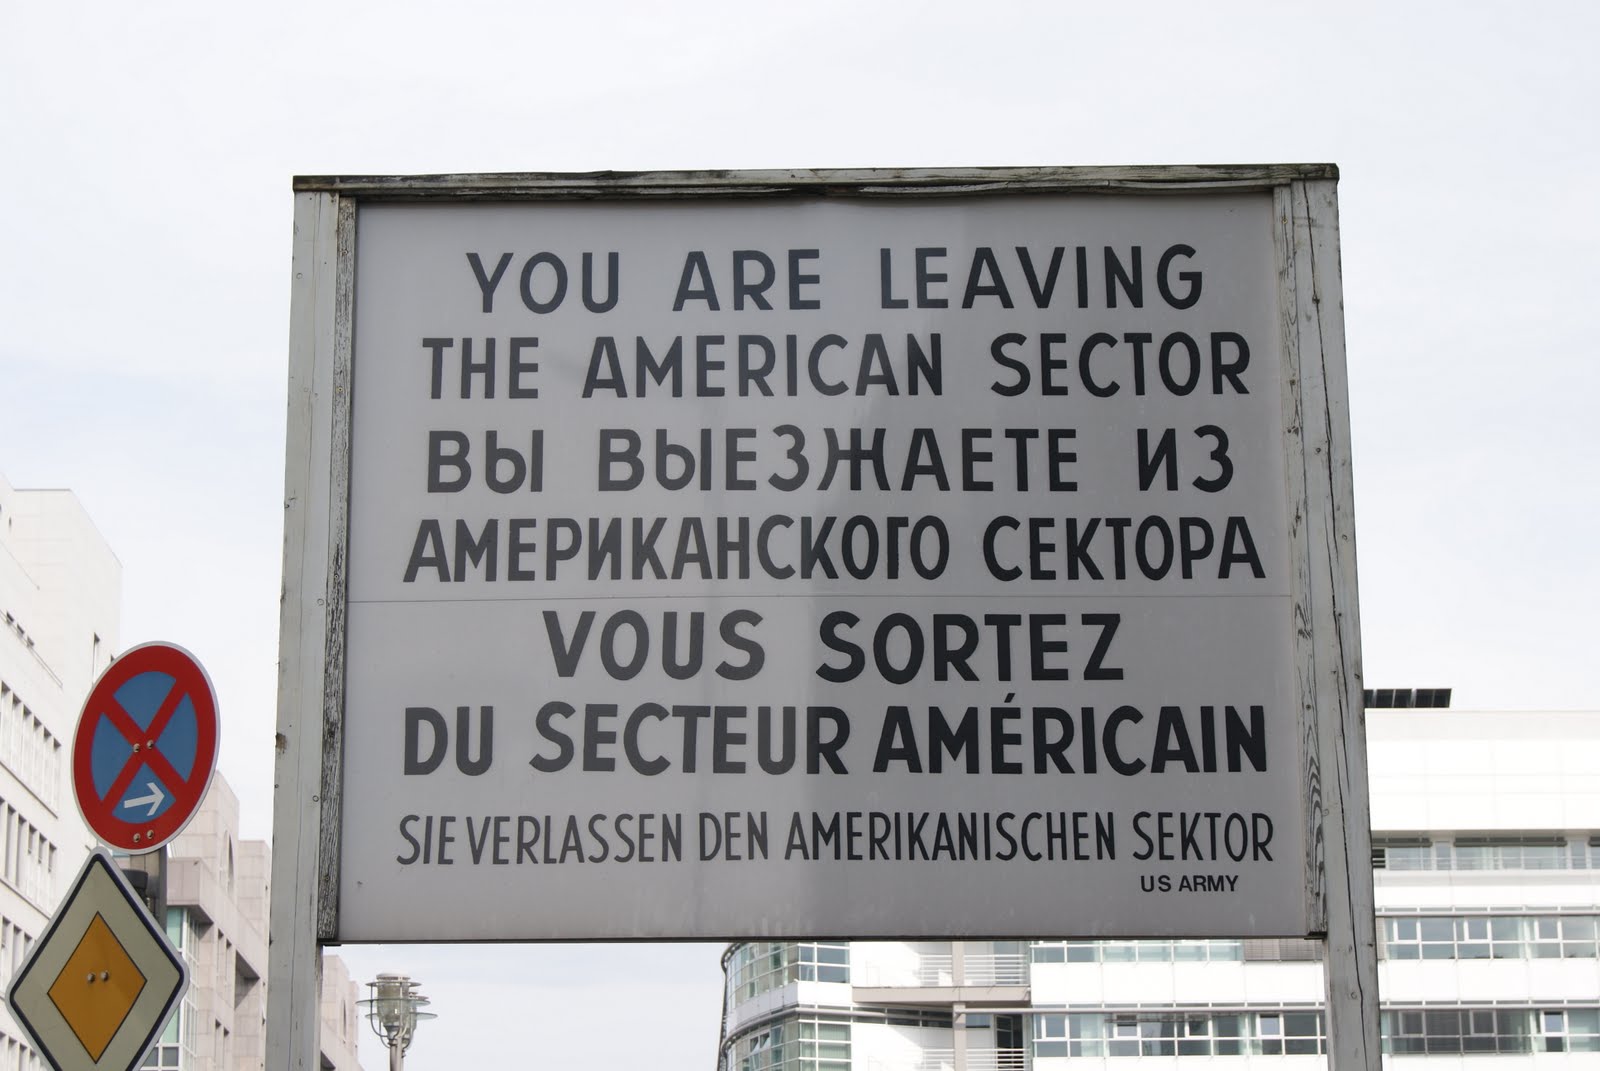 YOU ARE LEAVING
THE AMERICAN SECTOR
ВЫ ВЫЕЗЖАЕТЕ ИЗ
АМЕРИКАНСКОГО СЕКТОРА
VOUS SORTEZ
DU SECTEUR AMÉRICAIN
SIE VERLASSEN DEN AMERIKANISCHEN SEKTOR
US ARMY